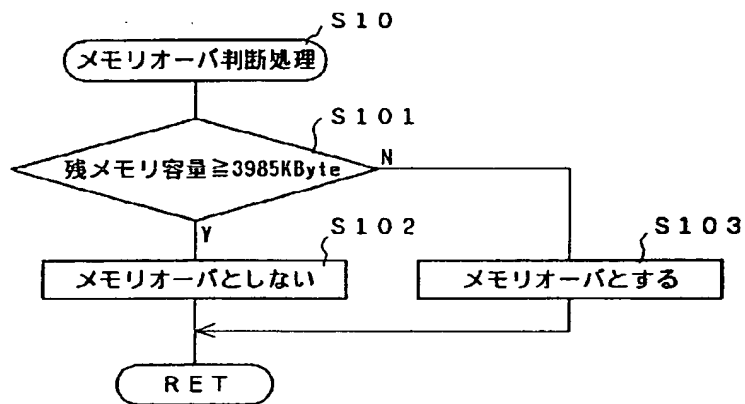 S10
メモリオーバ判断処理
S101
残メモリ容量≧3985KByte
N
Y
S102
S103
メモリオーバとしない
メモリオーバとする
RET